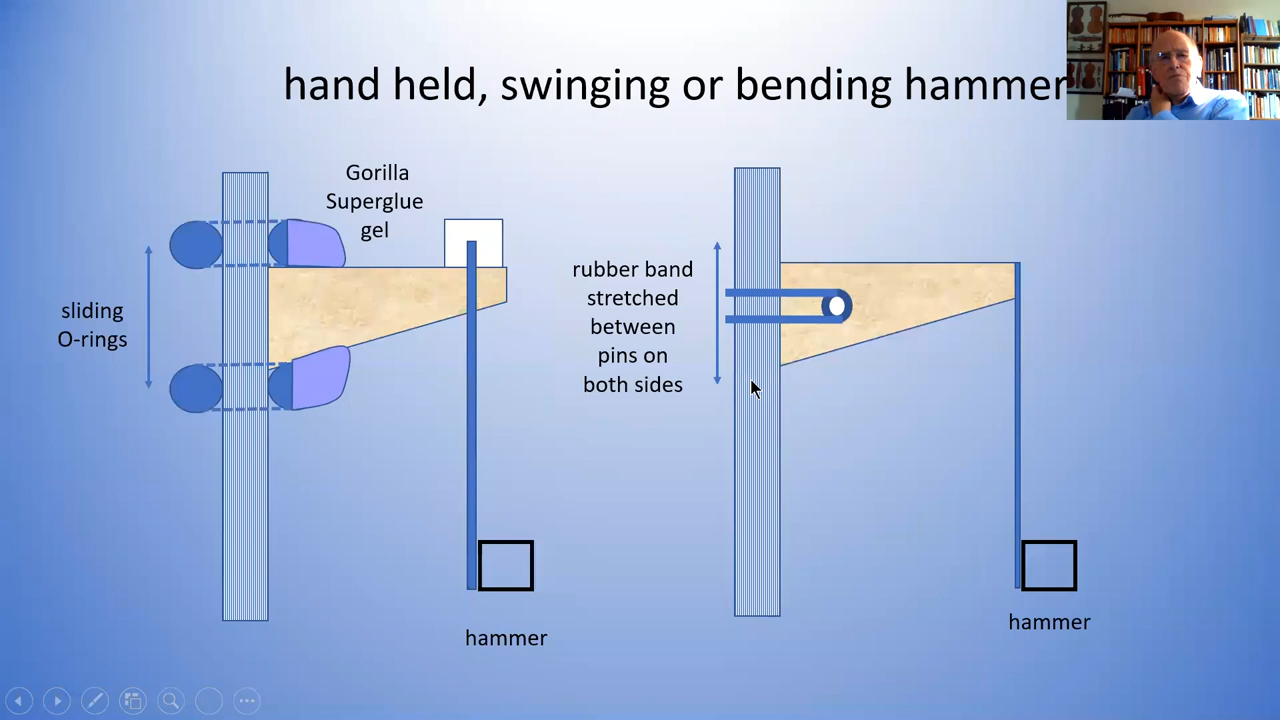 hand held, swinging or bending hammer
Gorilla
Superglue
gel
sliding
O-rings
hammer
rubber band
stretched
between
pins on
both sides
hammer